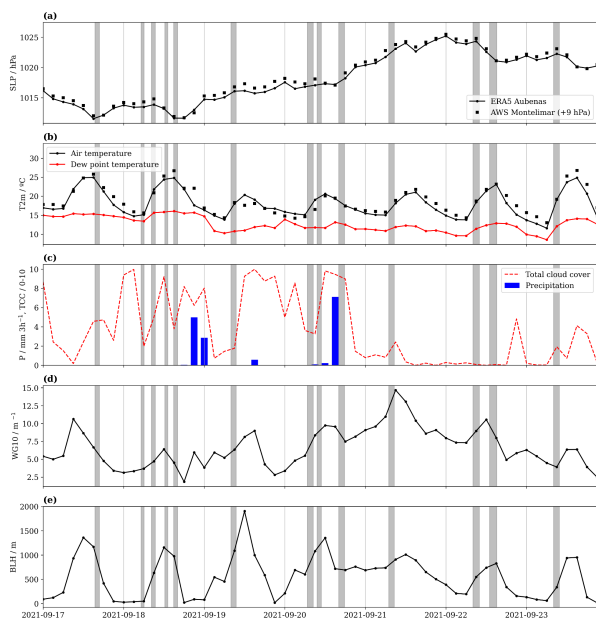 (a)
1025
1020
1015
SLP / hPa
ERA5 Aubenas
AWS Montelimar (+9 hPa)
(b)
30
25
20
15
10
T2m / ºC
Air temperature
Dew point temperature
(c)
10
8
6
4
2
0
P / mm 3h⁻¹, TCC / 0-10
Total cloud cover
Precipitation
(d)
15.0
12.5
10.0
7.5
5.0
2.5
WG10 / m ⁻¹
(e)
2000
1500
1000
500
0
BLH / m
2021-09-17 2021-09-18 2021-09-19 2021-09-20 2021-09-21 2021-09-22 2021-09-23